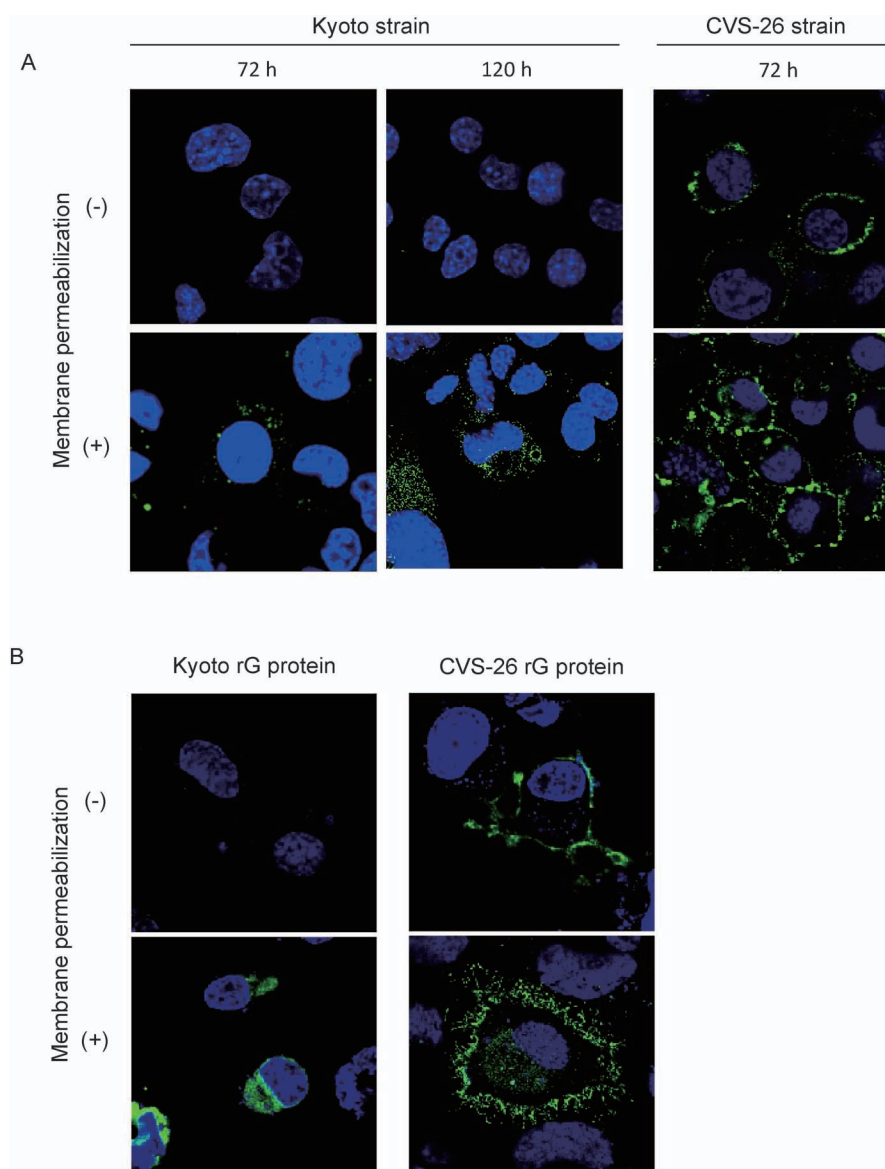 Kyoto strain CVS-26 strain
A
72 h 120 h 72 h
(-)
Membrane permeabilization
(+)
B
Kyoto rG protein CVS-26 rG protein
(-)
Membrane permeabilization
(+)